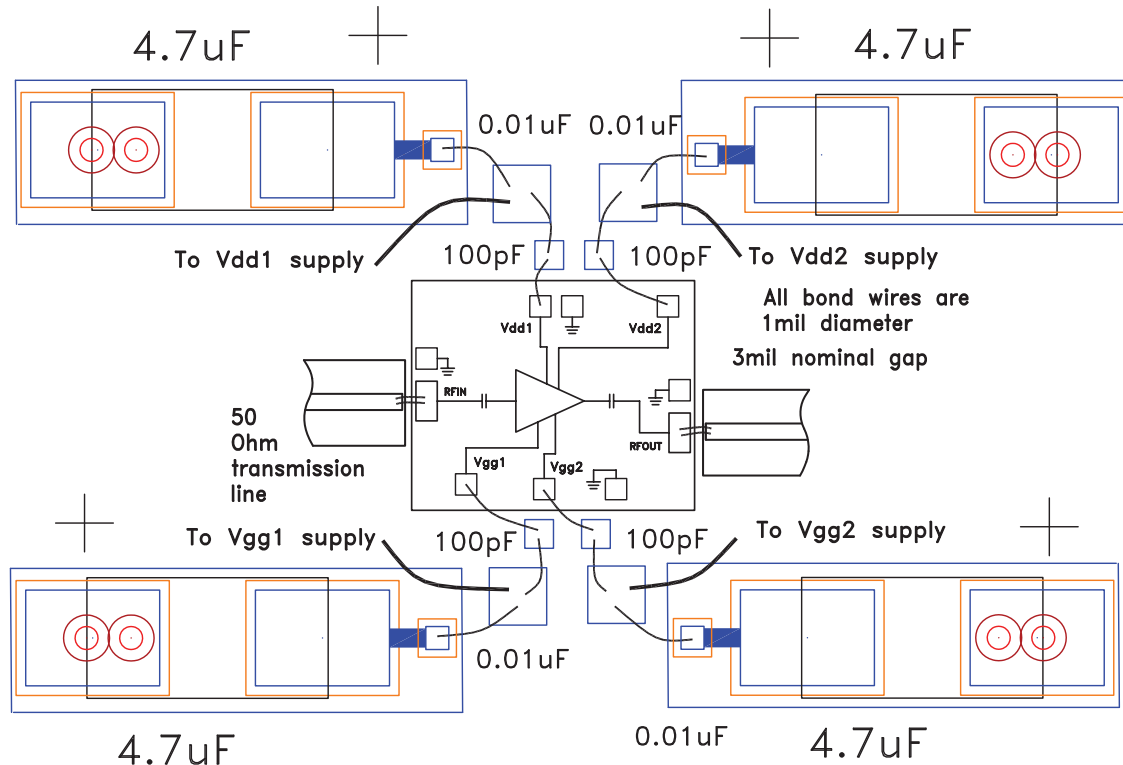 4.7uF
4.7uF
0.01uF
0.01uF
To Vdd1 supply
100pF
100pF
To Vdd2 supply
All bond wires are
1mil diameter
3mil nominal gap
Vdd1
Vdd2
RFIN
50
Ohm
transmission
line
RFOUT
Vgg1
Vgg2
To Vgg1 supply
100pF
100pF
To Vgg2 supply
0.01uF
0.01uF
4.7uF
4.7uF